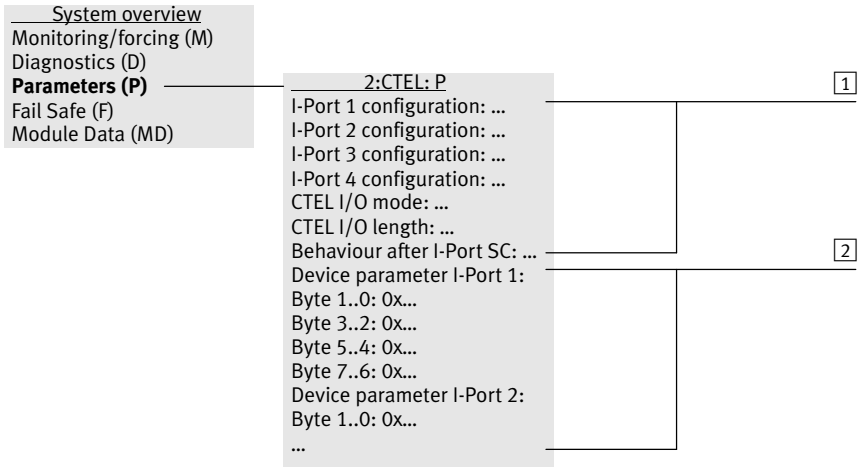 System overview
Monitoring/forcing (M)
Diagnostics (D)
Parameters (P)
Fail Safe (F)
Module Data (MD)
2:CTEL: P
I-Port 1 configuration: ...
I-Port 2 configuration: ...
I-Port 3 configuration: ...
I-Port 4 configuration: ...
CTEL I/O mode: ...
CTEL I/O length: ...
Behaviour after I-Port SC: ...
Device parameter I-Port 1:
Byte 1..0: 0x...
Byte 3..2: 0x...
Byte 5..4: 0x...
Byte 7..6: 0x...
Device parameter I-Port 2:
Byte 1..0: 0x...
...
1
2